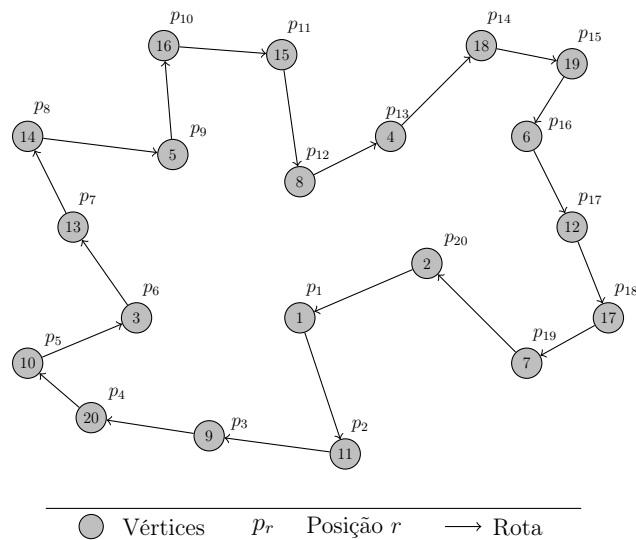 p₁₀
16
p₁₁
15
p₁₄
18
p₁₅
19
p₈
14
p₉
5
p₁₂
8
p₁₃
4
p₁₆
6
p₇
13
p₁₇
12
p₂₀
2
p₆
3
p₁
1
p₁₈
17
p₅
10
p₁₉
7
p₄
20
p₃
9
p₂
11
Vértices pᵣ Posição r Rota